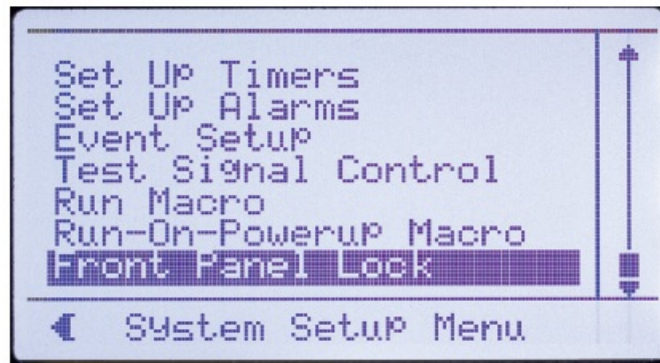 Set Up Timers
Set Up Alarms
Event Setup
Test Signal Control
Run Macro
Run-On-Powerup Macro
Front Panel Lock
System Setup Menu